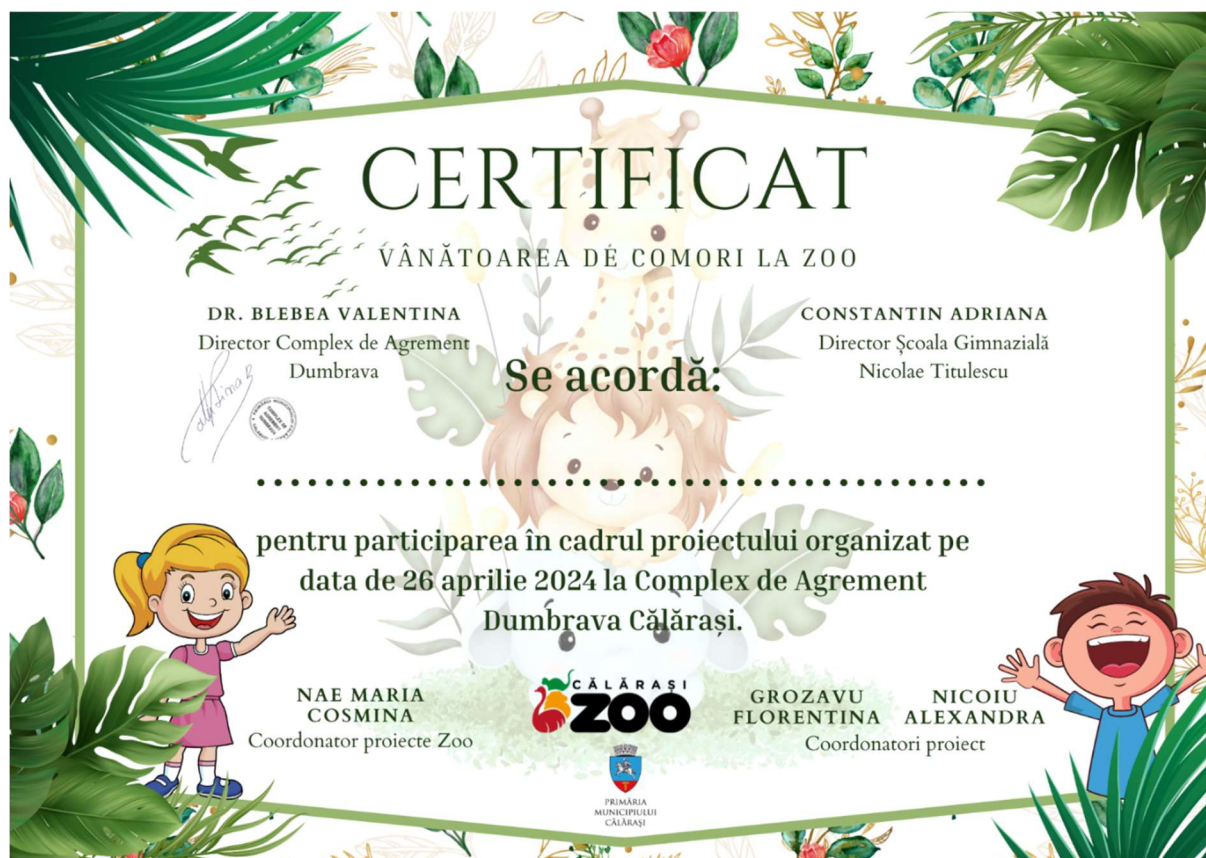 CERTIFICAT
VÂNĂTOAREA DE COMORI LA ZOO
DR. BLEBEA VALENTINA
Director Complex de Agrement
Dumbrava
CONSTANTIN ADRIANA
Director Școala Gimnazială
Nicolae Titulescu
Se acordă:
pentru participarea în cadrul proiectului organizat pe
data de 26 aprilie 2024 la Complex de Agrement
Dumbrava Călărași.
NAE MARIA
COSMINA
Coordonator proiecte Zoo
CĂLĂRAȘI
ZOO
PRIMĂRIA
MUNICIPIULUI
CĂLĂRAȘI
GROZAVU
FLORENTINA
NICOIU
ALEXANDRA
Coordonatori proiect